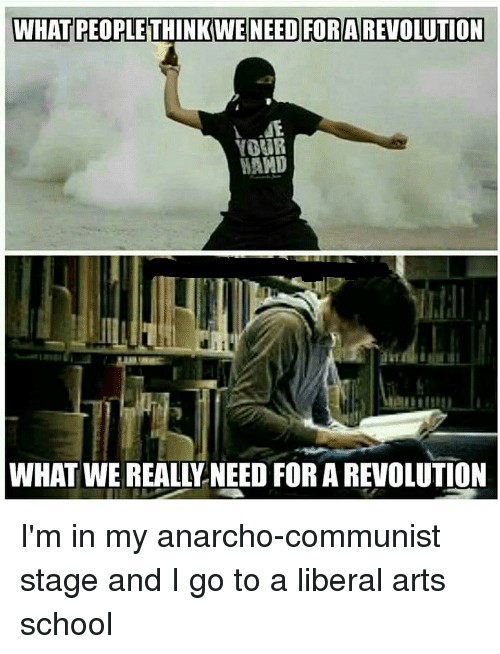 WHAT PEOPLE THINK WE NEED FOR A REVOLUTION
YOUR
HAND
WHAT WE REALLY NEED FOR A REVOLUTION
I'm in my anarcho-communist
stage and I go to a liberal arts
school